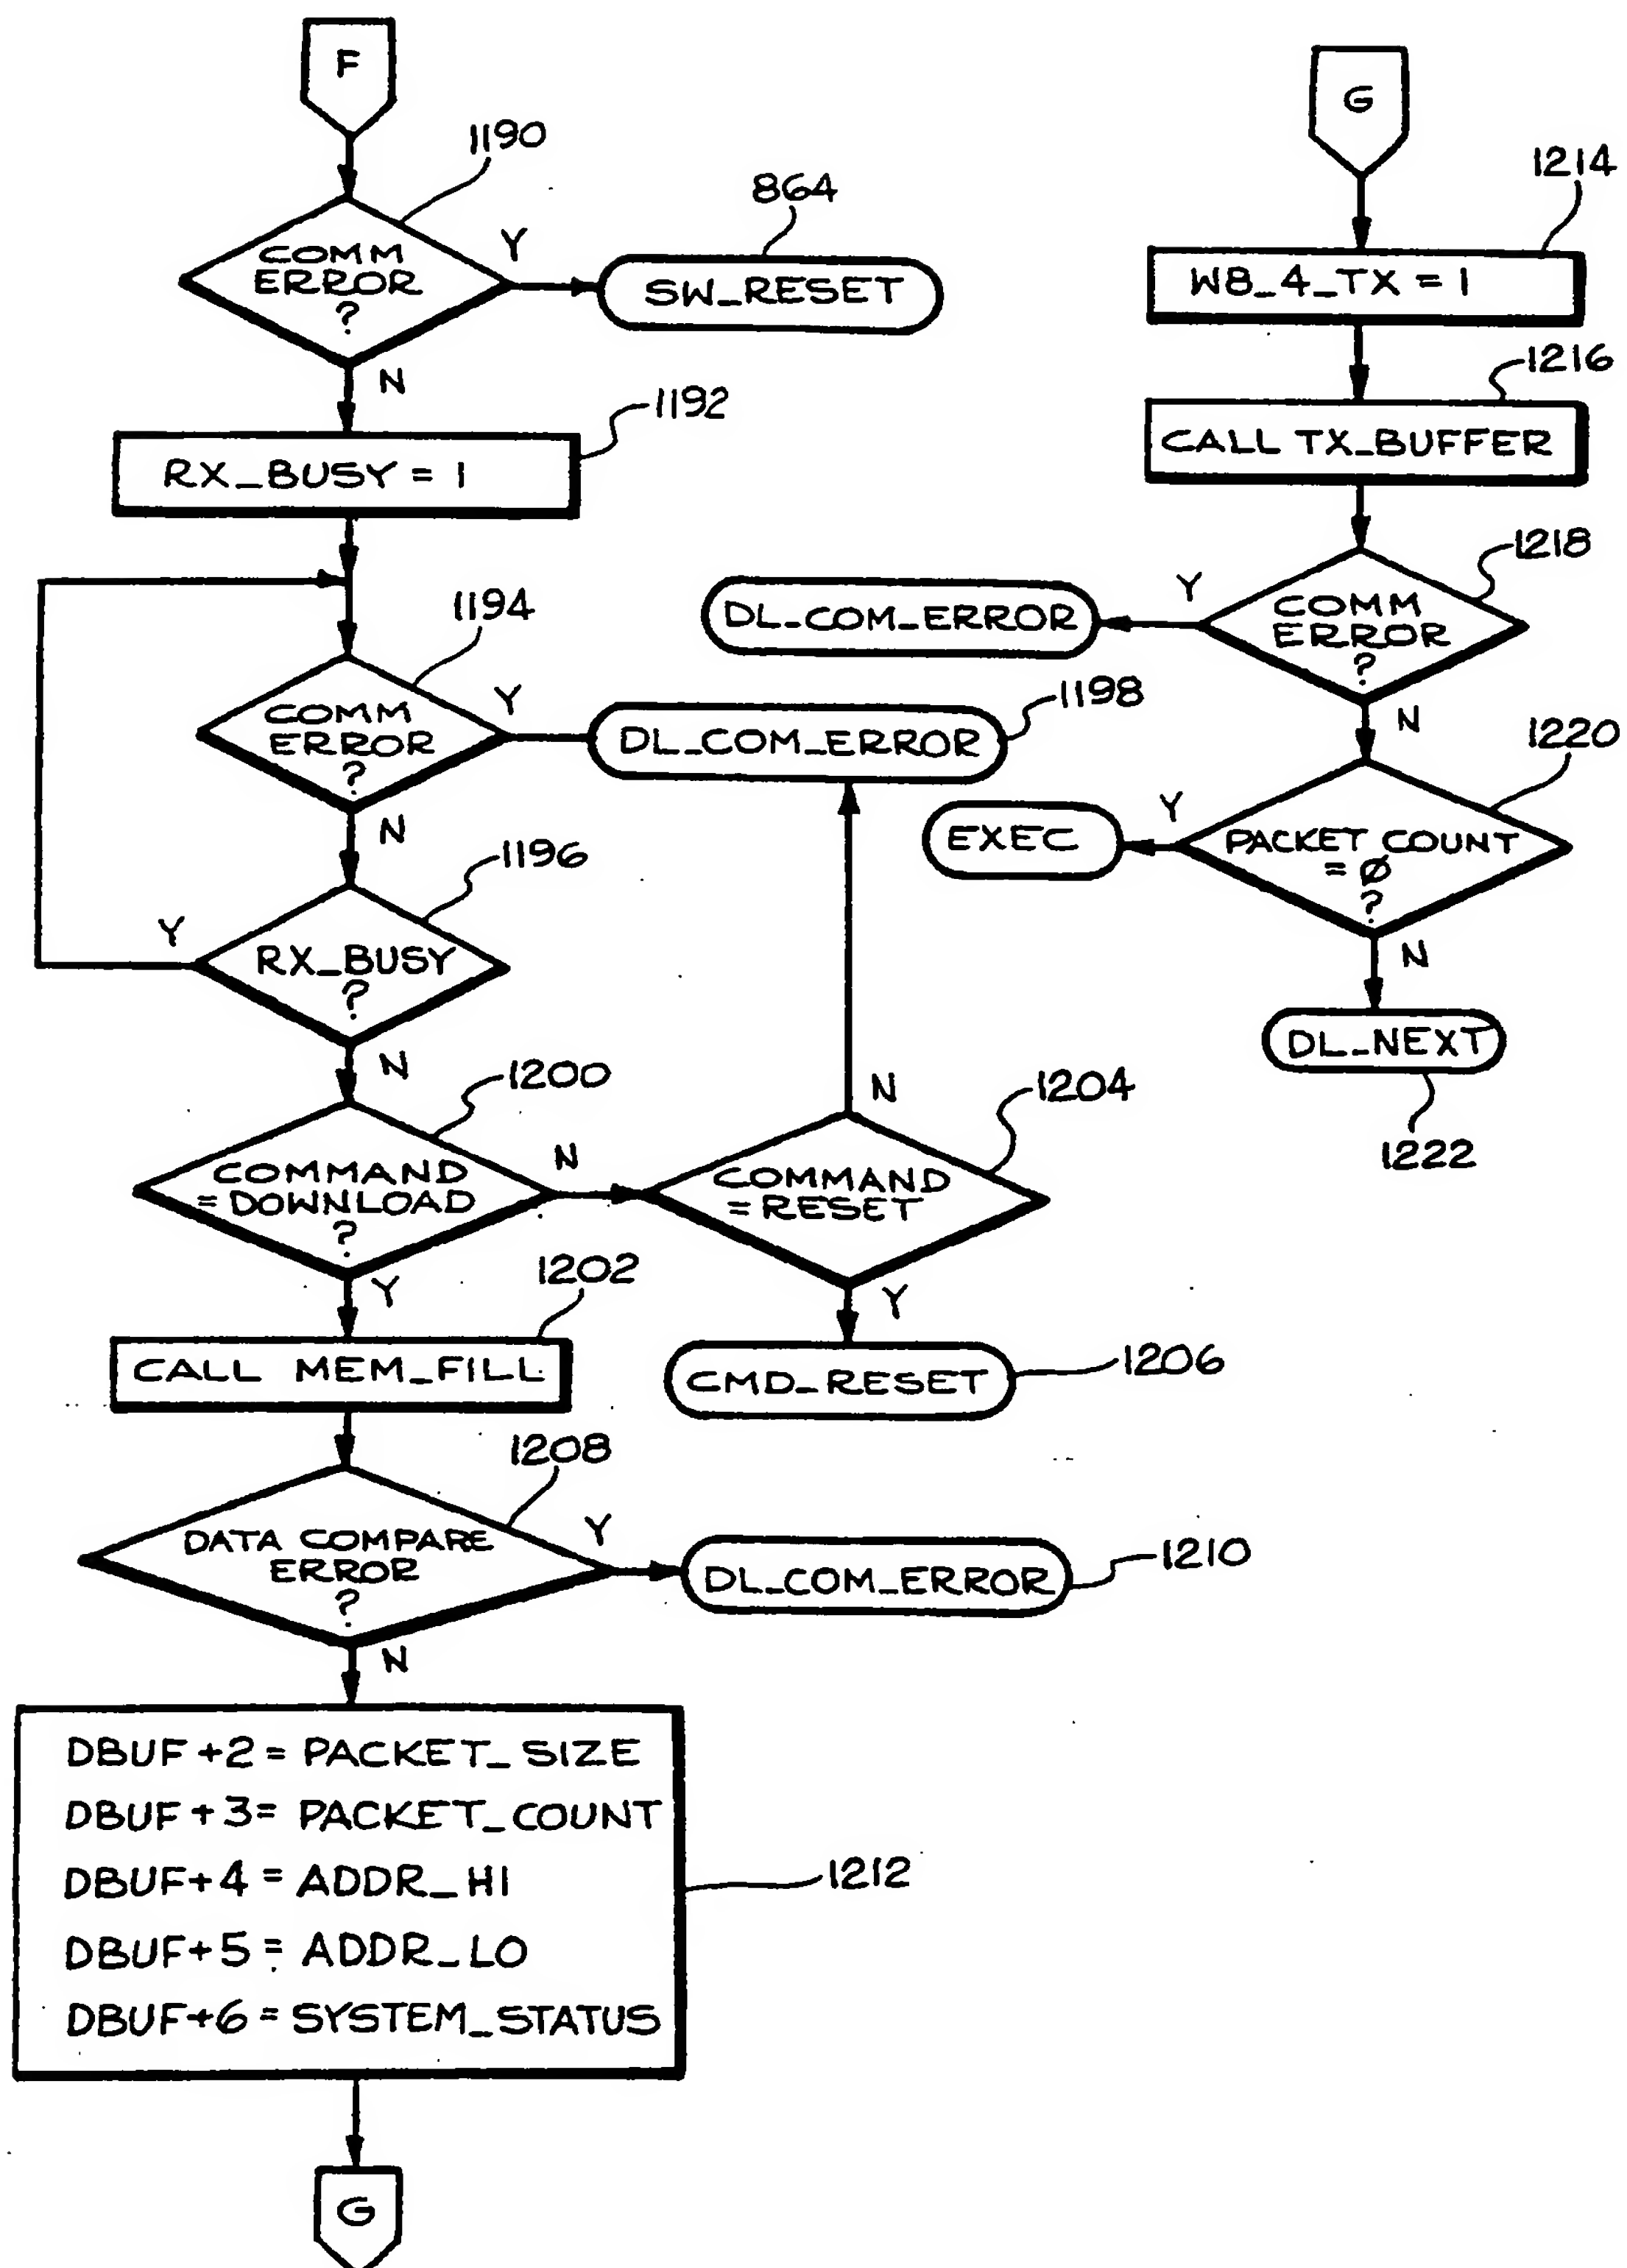 F
1190
COMM
ERROR
?
Y
864
SW_RESET
N
1192
RX_BUSY = 1
1194
COMM
ERROR
?
Y
1198
DL_COM_ERROR
N
1196
RX_BUSY
?
Y
N
1200
COMMAND
=DOWNLOAD
?
N
1204
COMMAND
=RESET
N
Y
Y
1202
CALL MEM_FILL
CMD_RESET
1206
1208
DATA COMPARE
ERROR
?
Y
DL_COM_ERROR
1210
N
DBUF+2 = PACKET_SIZE
DBUF+3= PACKET_COUNT
DBUF+4 = ADDR_HI
DBUF+5 = ADDR_LO
DBUF+6 = SYSTEM_STATUS
1212
G
G
1214
W8_4_TX = 1
1216
CALL TX_BUFFER
1218
COMM
ERROR
?
Y
DL_COM_ERROR
N
1220
PACKET COUNT
= Ø
?
Y
EXEC
N
DL_NEXT
1222